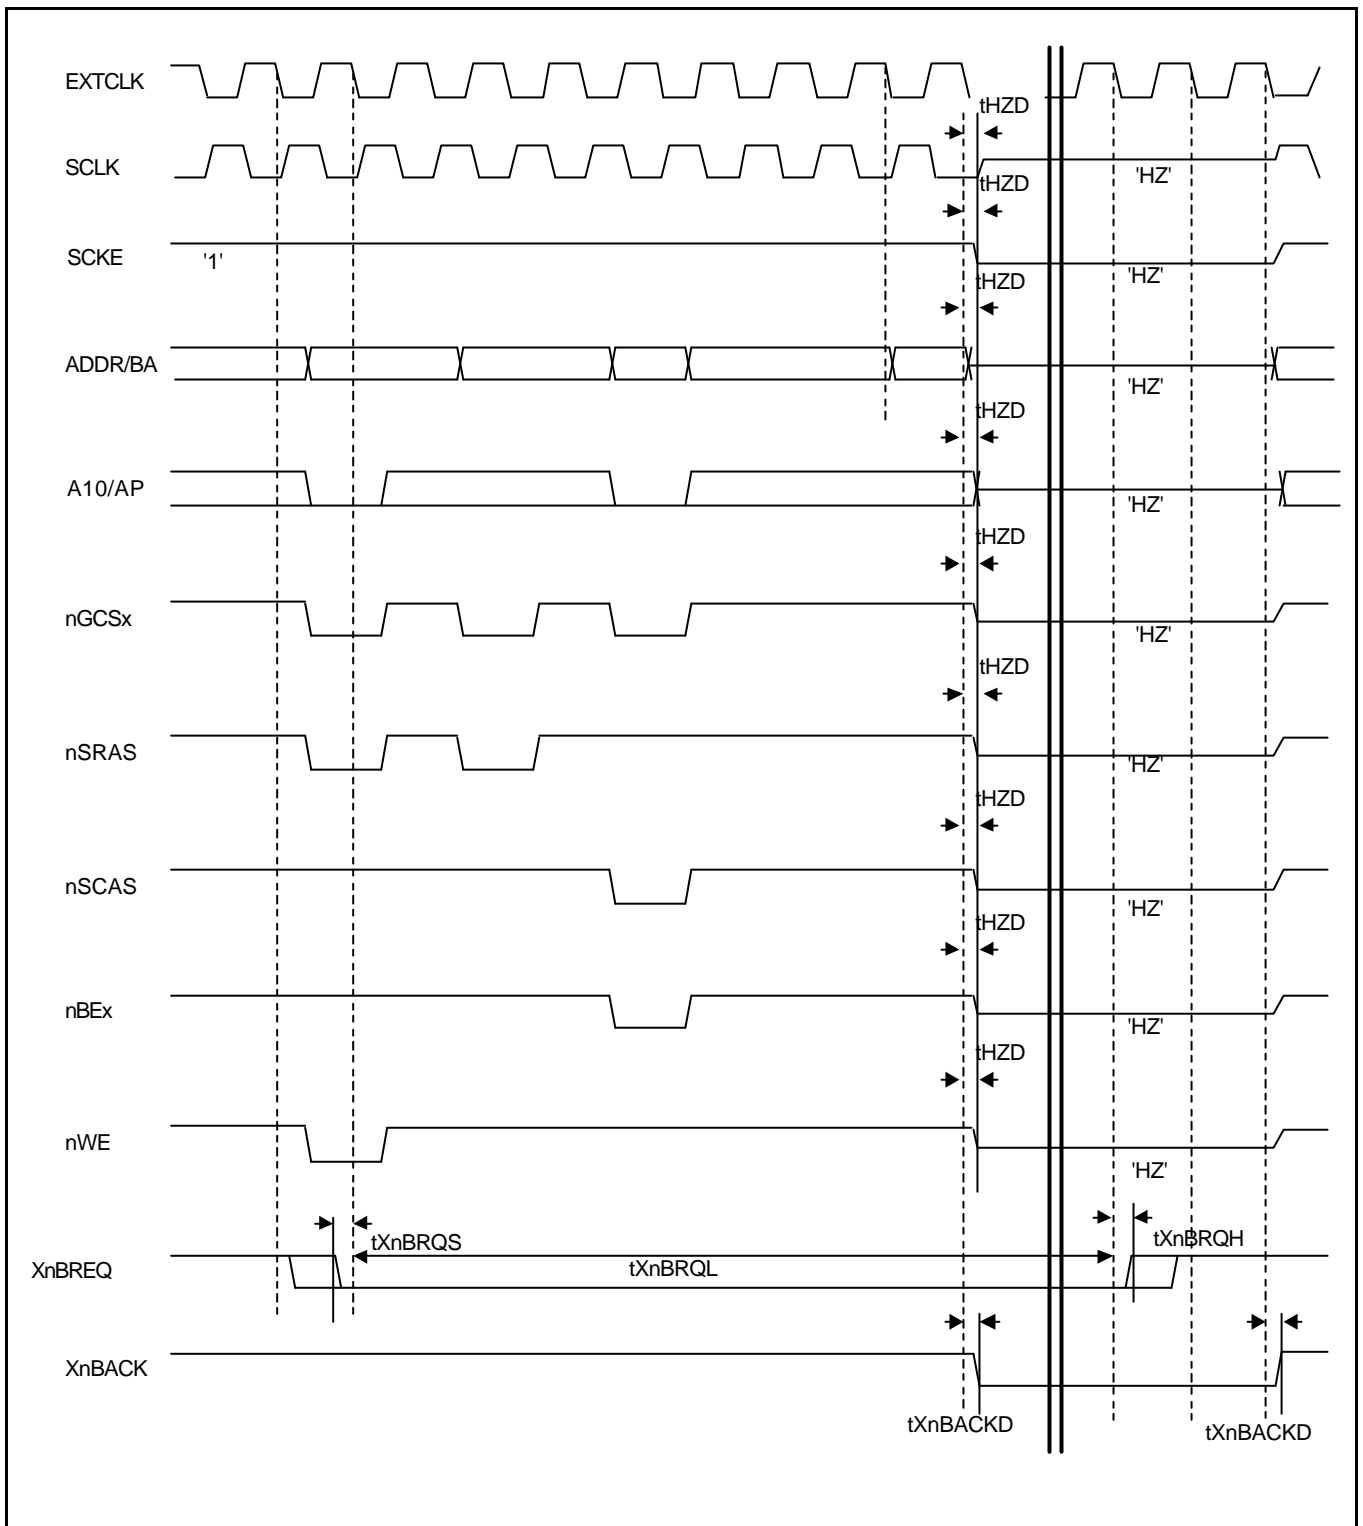 EXTCLK
tHZD
SCLK
'HZ'
tHZD
SCKE
'1'
'HZ'
tHZD
ADDR/BA
'HZ'
tHZD
A10/AP
'HZ'
tHZD
nGCSx
'HZ'
tHZD
nSRAS
'HZ'
tHZD
nSCAS
'HZ'
tHZD
nBEx
'HZ'
tHZD
nWE
'HZ'
tXnBRQS
tXnBRQH
XnBREQ
tXnBRQL
XnBACK
tXnBACKD
tXnBACKD